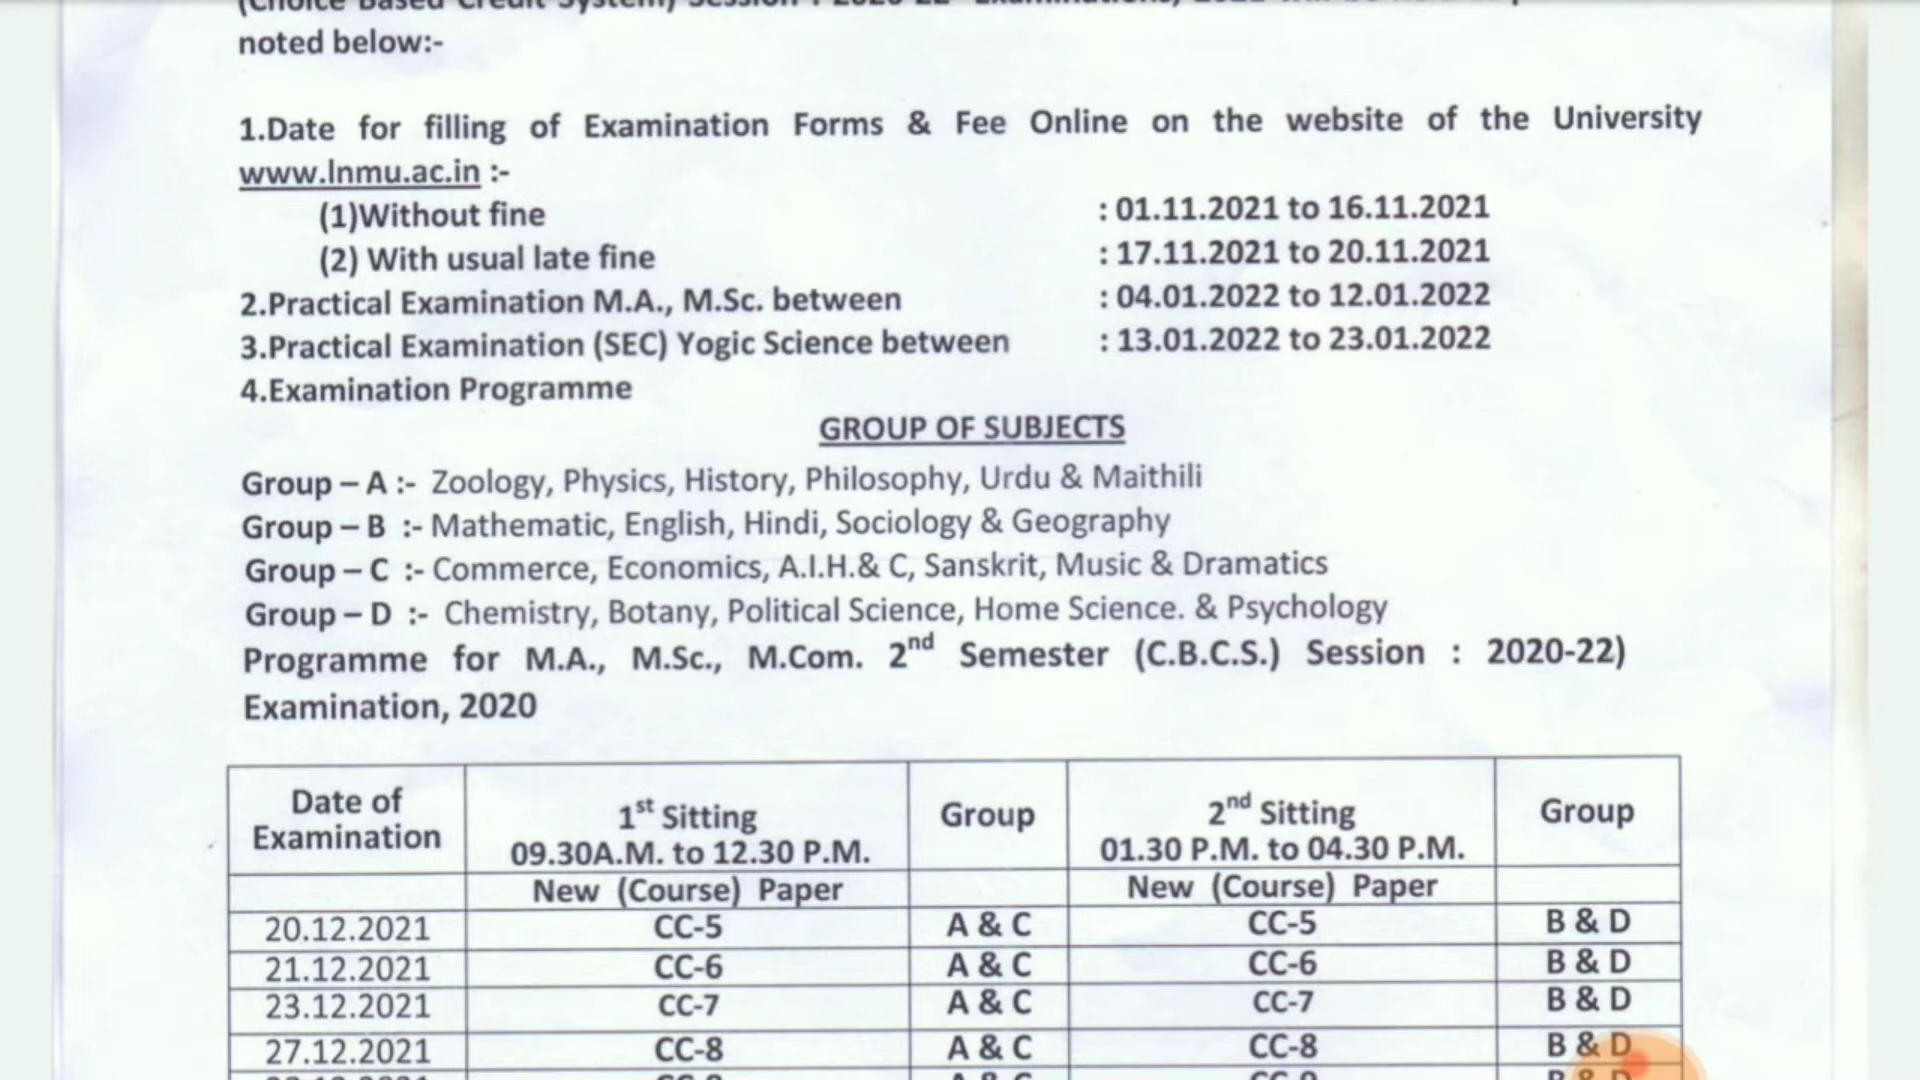 (Choice Based Credit System) Session : 2020-22
noted below:-
1.Date for filling of Examination Forms & Fee Online on the website of the University
www.lnmu.ac.in :-
(1)Without fine : 01.11.2021 to 16.11.2021
(2) With usual late fine : 17.11.2021 to 20.11.2021
2.Practical Examination M.A., M.Sc. between : 04.01.2022 to 12.01.2022
3.Practical Examination (SEC) Yogic Science between : 13.01.2022 to 23.01.2022
4.Examination Programme
GROUP OF SUBJECTS
Group – A :- Zoology, Physics, History, Philosophy, Urdu & Maithili
Group – B :- Mathematic, English, Hindi, Sociology & Geography
Group – C :- Commerce, Economics, A.I.H.& C, Sanskrit, Music & Dramatics
Group – D :- Chemistry, Botany, Political Science, Home Science. & Psychology
Programme for M.A., M.Sc., M.Com. 2nd Semester (C.B.C.S.) Session : 2020-22)
Examination, 2020
Date of Examination 1st Sitting 09.30A.M. to 12.30 P.M. Group 2nd Sitting 01.30 P.M. to 04.30 P.M. Group
New (Course) Paper New (Course) Paper
20.12.2021 CC-5 A & C CC-5 B & D
21.12.2021 CC-6 A & C CC-6 B & D
23.12.2021 CC-7 A & C CC-7 B & D
27.12.2021 CC-8 A & C CC-8 B & D